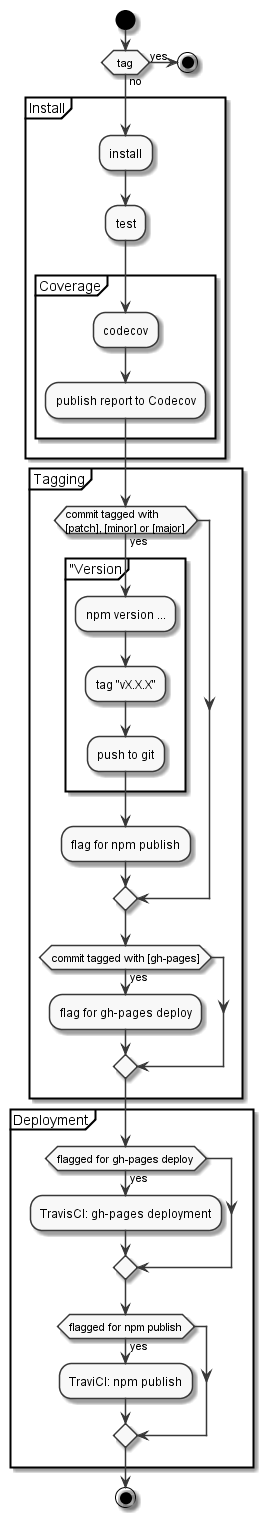 tag
yes
no
Install
install
test
Coverage
codecov
publish report to Codecov
Tagging
commit tagged with
[patch], [minor] or [major]
yes
"Version
npm version ...
tag "vX.X.X"
push to git
flag for npm publish
commit tagged with [gh-pages]
yes
flag for gh-pages deploy
Deployment
flagged for gh-pages deploy
yes
TravisCI: gh-pages deployment
flagged for npm publish
yes
TraviCI: npm publish